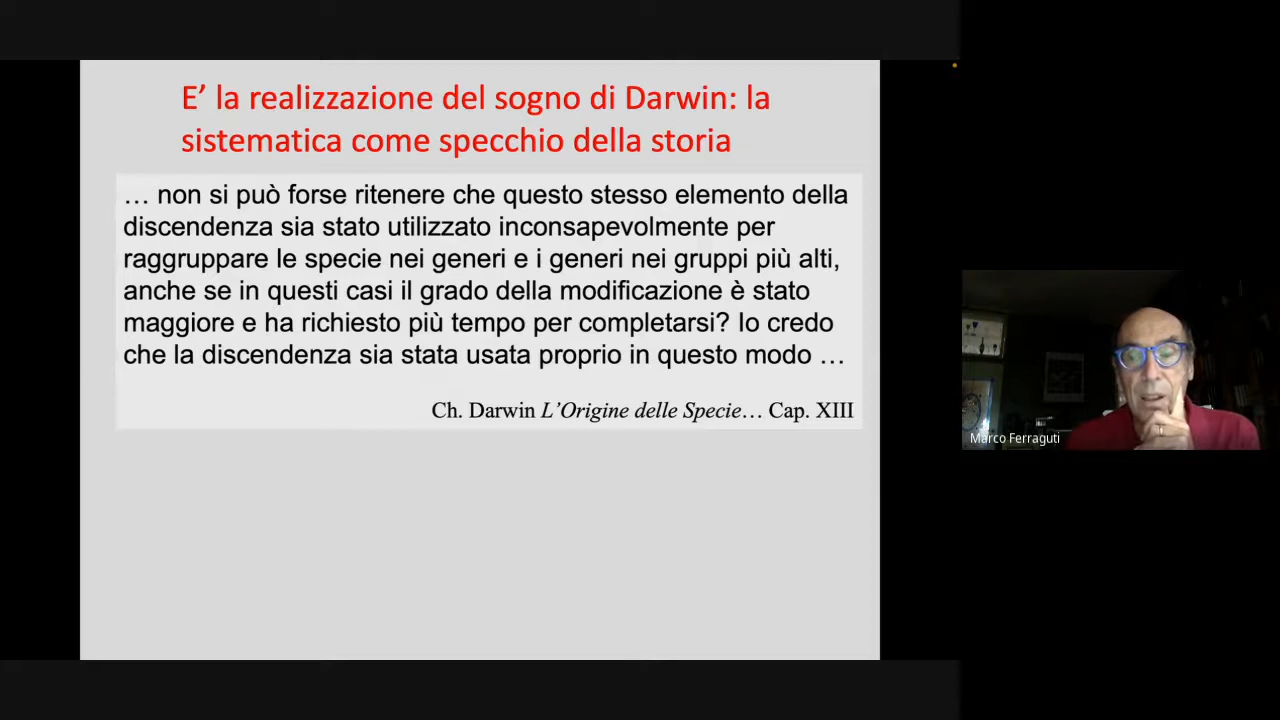 E’ la realizzazione del sogno di Darwin: la
sistematica come specchio della storia
… non si può forse ritenere che questo stesso elemento della
discendenza sia stato utilizzato inconsapevolmente per
raggruppare le specie nei generi e i generi nei gruppi più alti,
anche se in questi casi il grado della modificazione è stato
maggiore e ha richiesto più tempo per completarsi? Io credo
che la discendenza sia stata usata proprio in questo modo …
Ch. Darwin L’Origine delle Specie… Cap. XIII
Marco Ferraguti